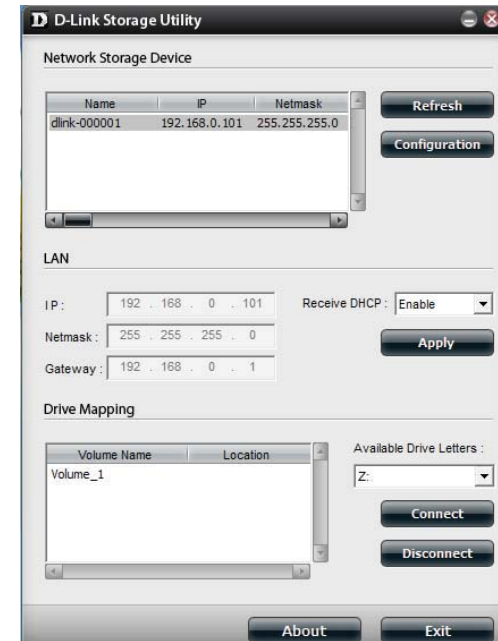 D D-Link Storage Utility
Network Storage Device
Name IP Netmask
dlink-000001 192.168.0.101 255.255.255.0
Refresh
Configuration
LAN
IP : 192 . 168 . 0 . 101 Receive DHCP : Enable
Netmask : 255 . 255 . 255 . 0 Apply
Gateway : 192 . 168 . 0 . 1
Drive Mapping
Volume Name Location Available Drive Letters :
Volume_1 Z:
Connect
Disconnect
About Exit